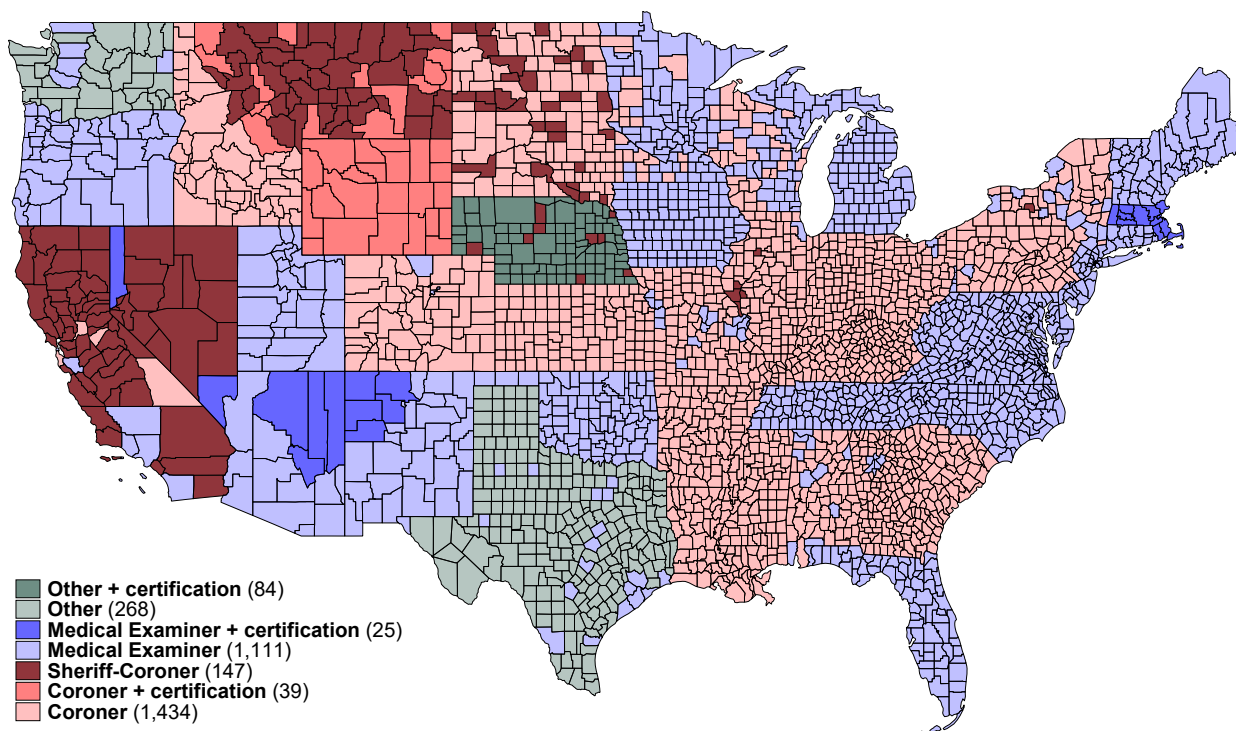 Other + certification (84)
Other (268)
Medical Examiner + certification (25)
Medical Examiner (1,111)
Sheriff-Coroner (147)
Coroner + certification (39)
Coroner (1,434)